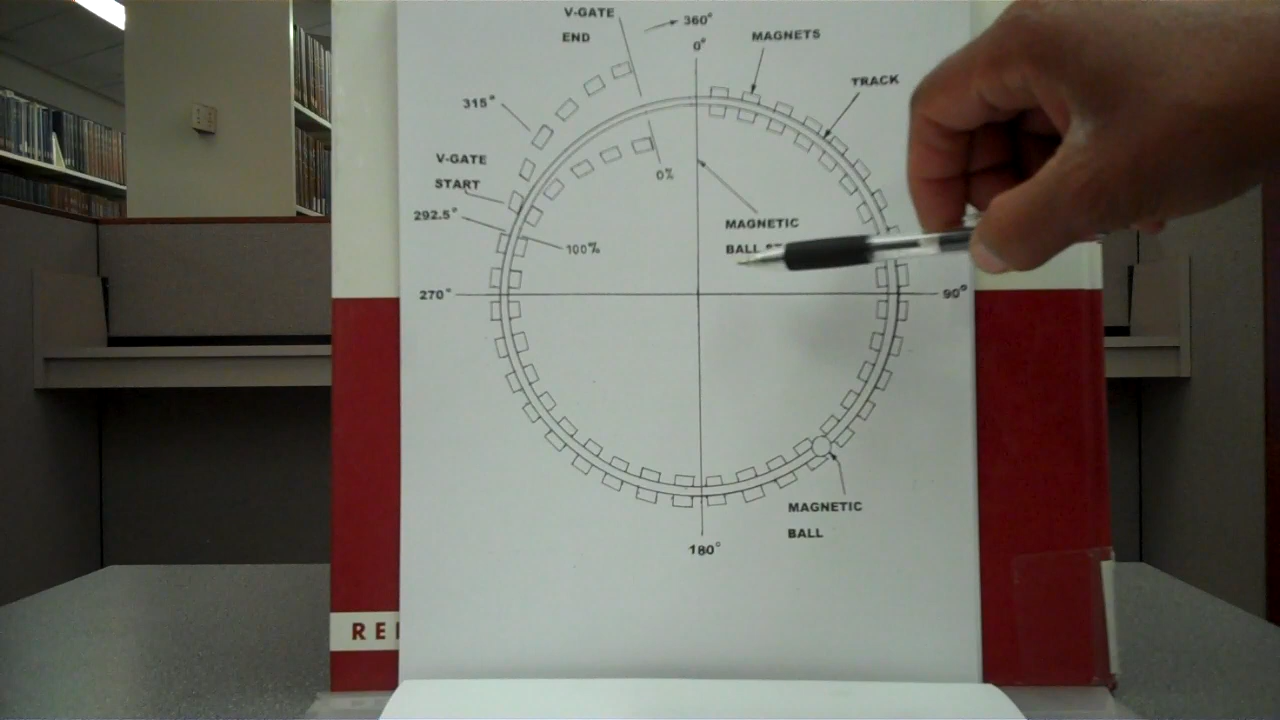 V-GATE
END
360°
0°
MAGNETS
TRACK
315°
V-GATE
START
0%
292.5°
100%
MAGNETIC
BALL
270°
90°
MAGNETIC
BALL
180°